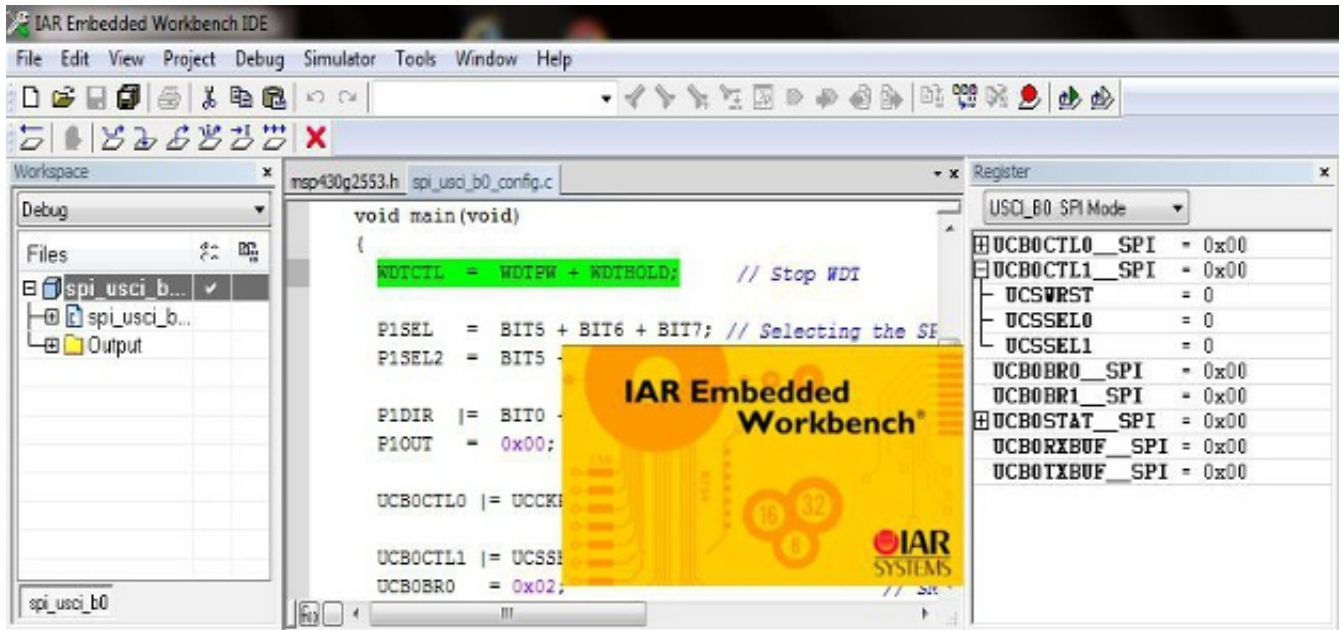 IAR Embedded Workbench IDE
File Edit View Project Debug Simulator Tools Window Help
Workspace
Debug
Files
spi_usci_b...
spi_usci_b...
Output
spi_usci_b0
msp430g2553.h spi_usci_b0_config.c
void main(void)
{
WDTCTL = WDTPW + WDTHOLD; // Stop WDT
P1SEL = BIT5 + BIT6 + BIT7; // Selecting the
P1SEL2 = BIT5
P1DIR |= BIT0
P1OUT = 0x00;
UCB0CTL0 |=
UCB0CTL1 |=
UCB0BR0 = 0x02; //
IAR Embedded
Workbench®
16 32
8
IAR
SYSTEMS
Register
USCI_B0 SPI Mode
UCB0CTL0__SPI = 0x00
UCB0CTL1__SPI = 0x00
UCSWRST = 0
UCSSEL0 = 0
UCSSEL1 = 0
UCB0BR0__SPI = 0x00
UCB0BR1__SPI = 0x00
UCB0STAT__SPI = 0x00
UCB0RXBUF__SPI = 0x00
UCB0TXBUF__SPI = 0x00